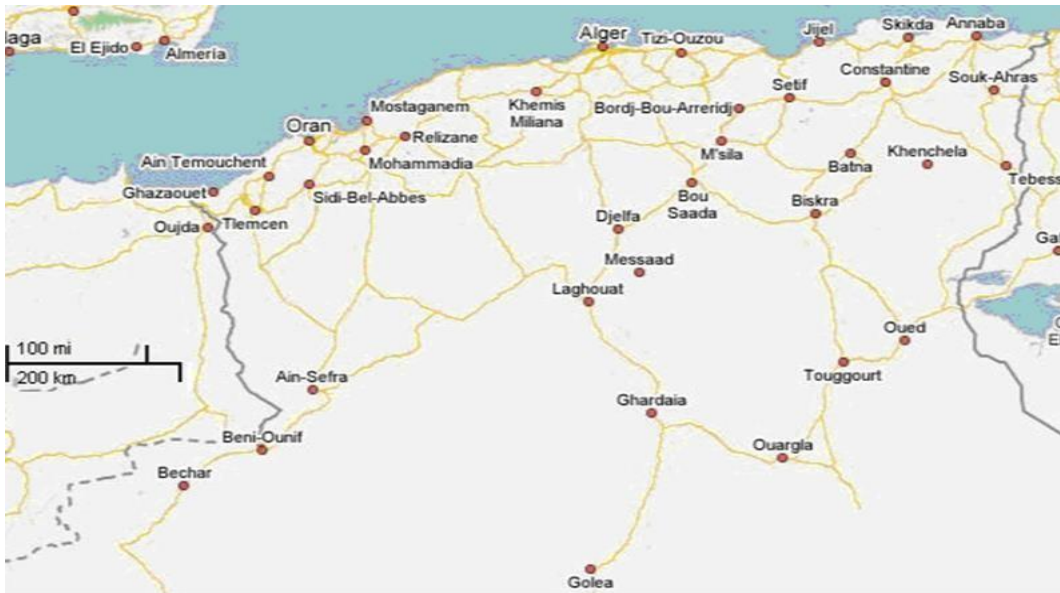 Skikda
Annaba
Jijel
Alger
Tizi-Ouzou
laga
El Ejido
Almería
Constantine
Souk-Ahras
Setif
Bordj-Bou-Arreridj
Khemis
Miliana
Mostaganem
Oran
Relizane
M'sila
Khenchela
Batna
Mohammadia
Ain Temouchent
Tebess
Ghazaouet
Sidi-Bel-Abbes
Bou
Saada
Biskra
Djelfa
Tlemcen
Oujda
Ga
Messaad
Laghouat
Oued
E
100 mi
200 km
Ain-Sefra
Touggourt
Ghardaia
Beni-Ounif
Ouargla
Bechar
Golea